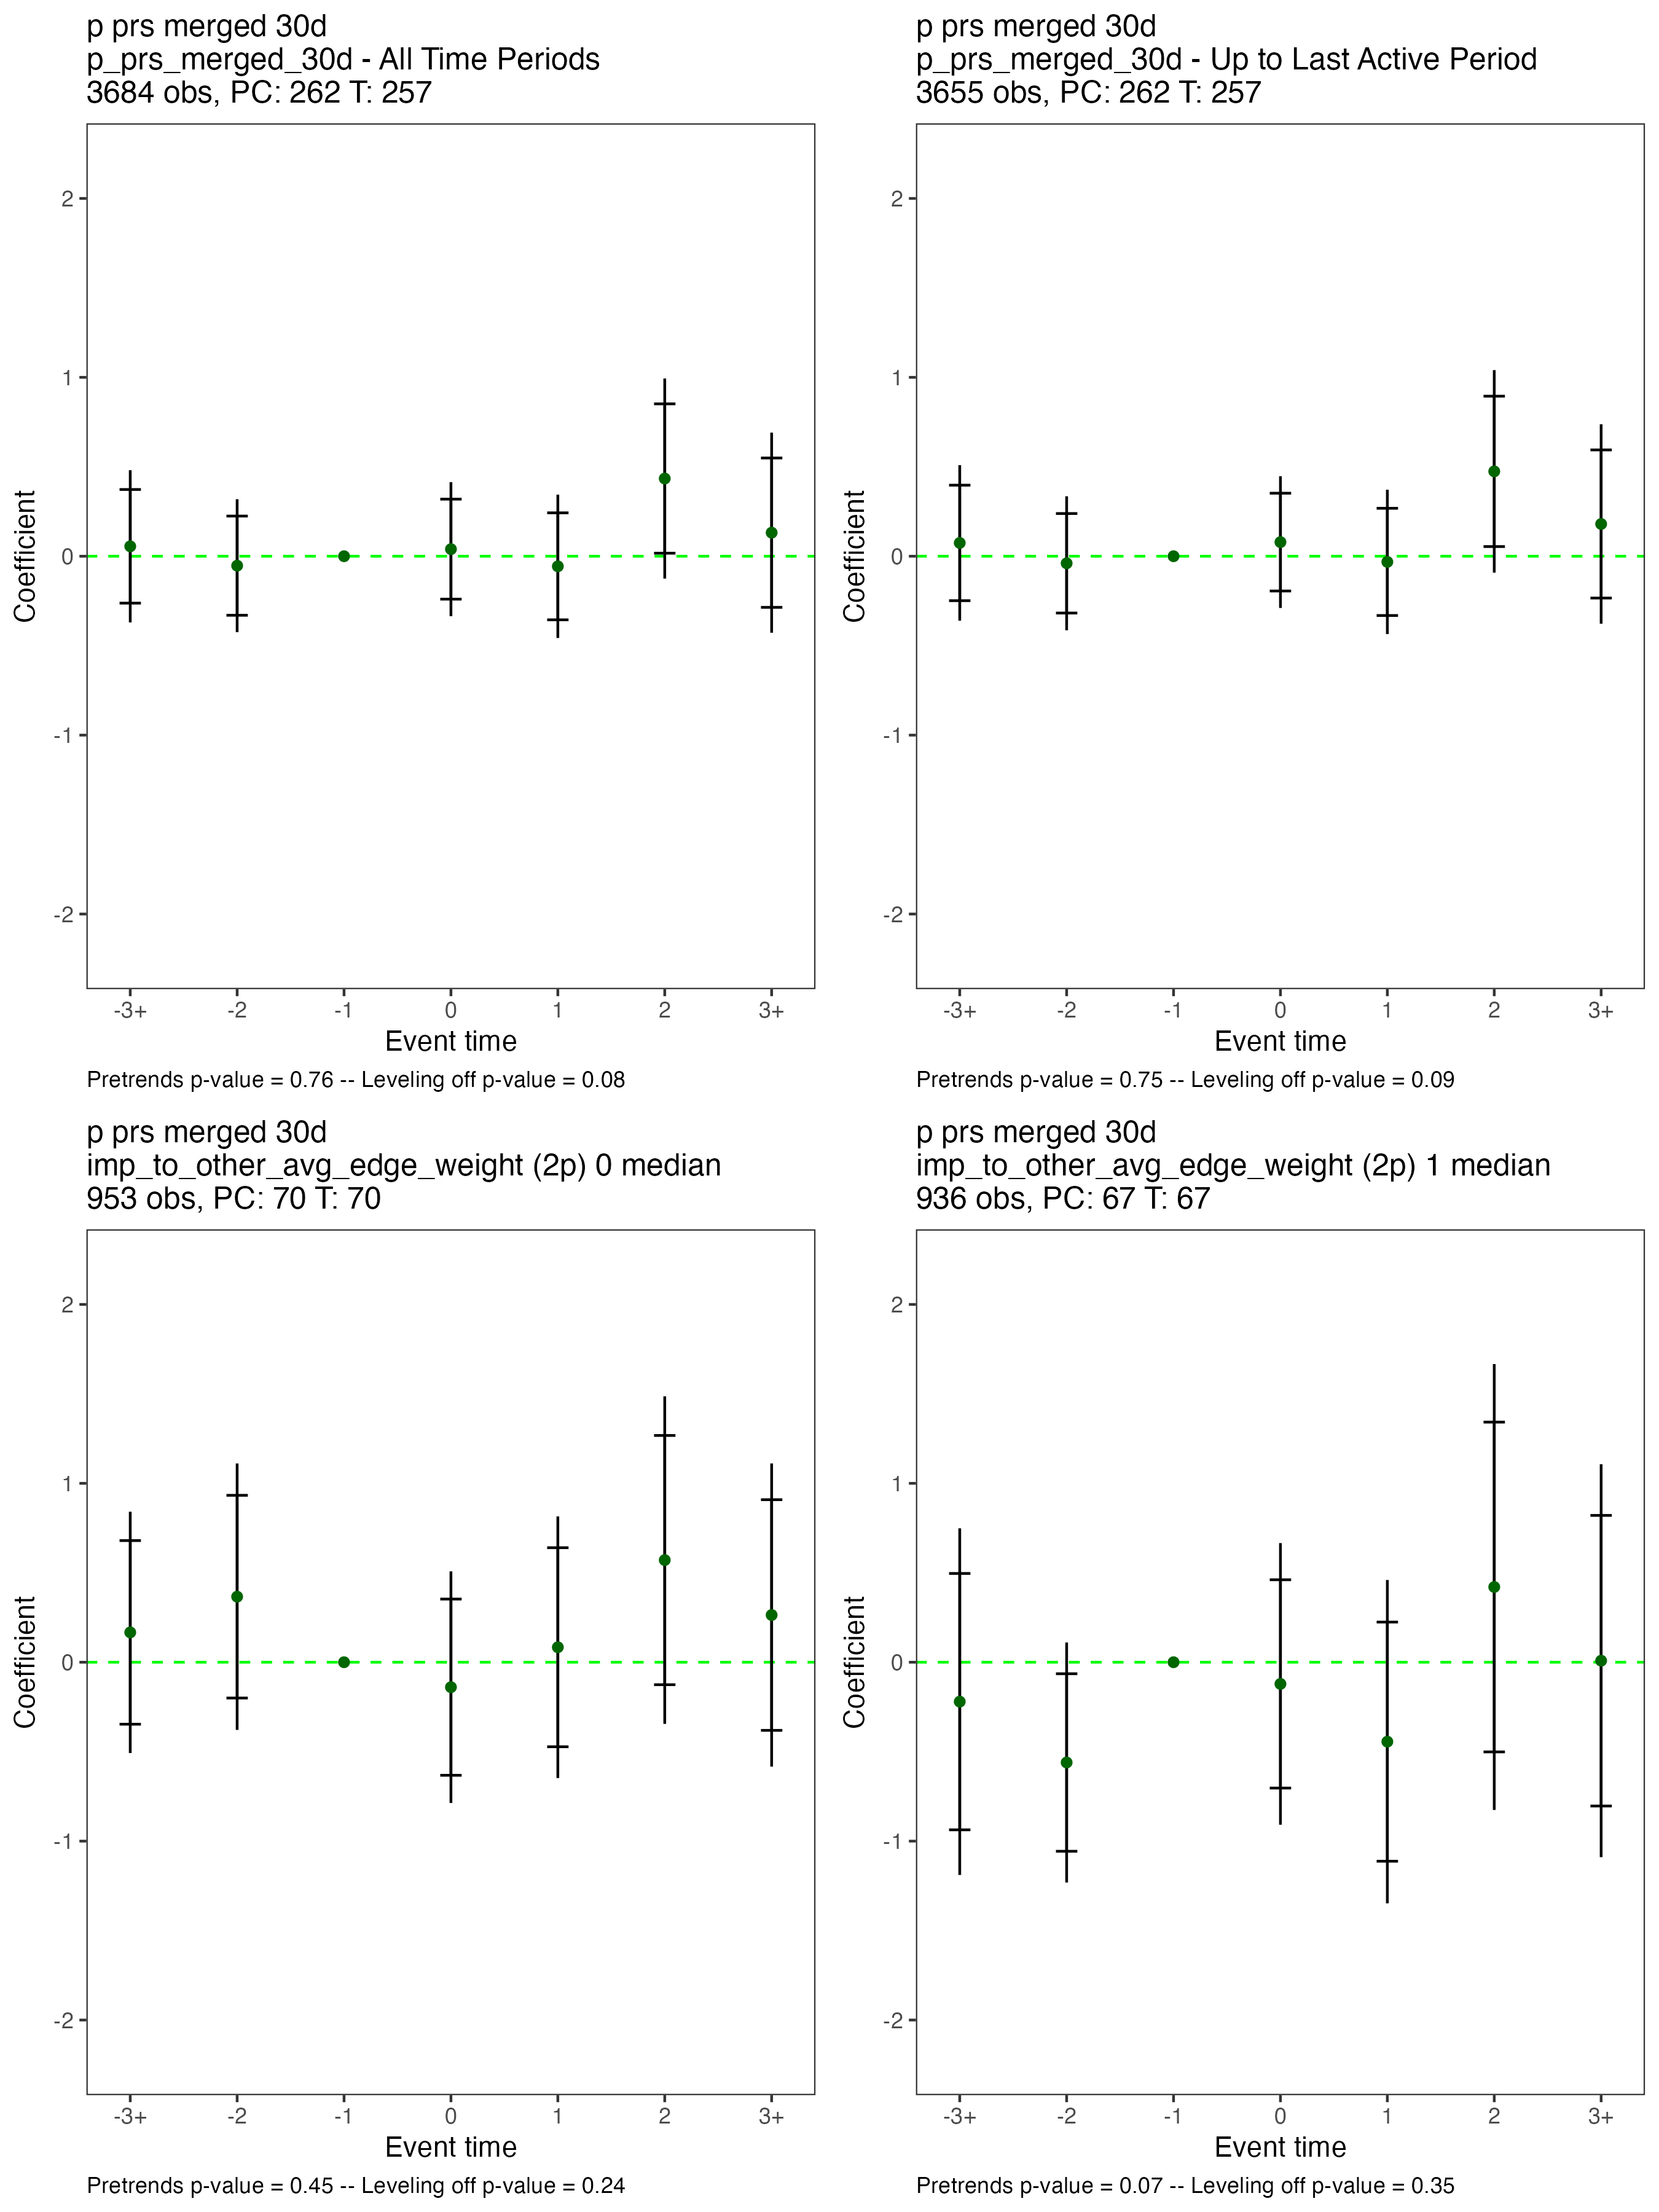 p prs merged 30d
p_prs_merged_30d - All Time Periods
3684 obs, PC: 262 T: 257
Coefficient
2
1
0
-1
-2
-3+ -2 -1 0 1 2 3+
Event time
Pretrends p-value = 0.76 -- Leveling off p-value = 0.08
p prs merged 30d
p_prs_merged_30d - Up to Last Active Period
3655 obs, PC: 262 T: 257
Coefficient
2
1
0
-1
-2
-3+ -2 -1 0 1 2 3+
Event time
Pretrends p-value = 0.75 -- Leveling off p-value = 0.09
p prs merged 30d
imp_to_other_avg_edge_weight (2p) 0 median
953 obs, PC: 70 T: 70
Coefficient
2
1
0
-1
-2
-3+ -2 -1 0 1 2 3+
Event time
Pretrends p-value = 0.45 -- Leveling off p-value = 0.24
p prs merged 30d
imp_to_other_avg_edge_weight (2p) 1 median
936 obs, PC: 67 T: 67
Coefficient
2
1
0
-1
-2
-3+ -2 -1 0 1 2 3+
Event time
Pretrends p-value = 0.07 -- Leveling off p-value = 0.35